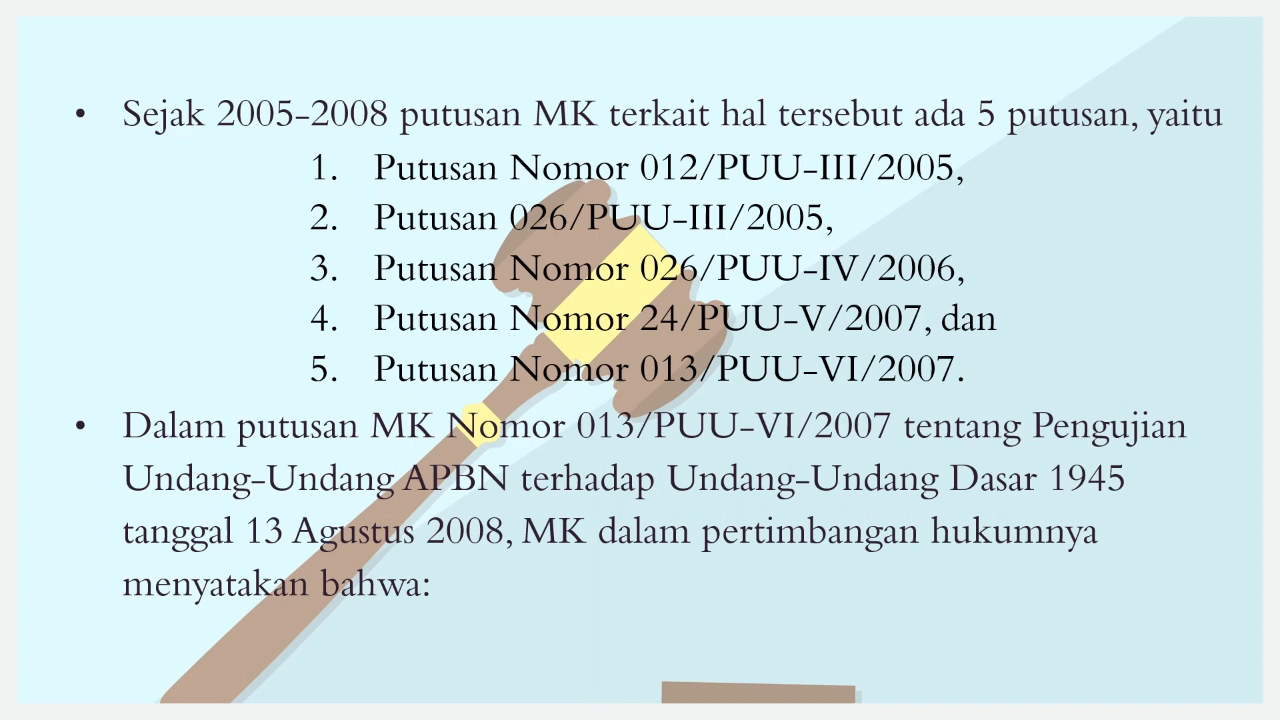 • Sejak 2005-2008 putusan MK terkait hal tersebut ada 5 putusan, yaitu
1. Putusan Nomor 012/PUU-III/2005,
2. Putusan 026/PUU-III/2005,
3. Putusan Nomor 026/PUU-IV/2006,
4. Putusan Nomor 24/PUU-V/2007, dan
5. Putusan Nomor 013/PUU-VI/2007.
• Dalam putusan MK Nomor 013/PUU-VI/2007 tentang Pengujian
Undang-Undang APBN terhadap Undang-Undang Dasar 1945
tanggal 13 Agustus 2008, MK dalam pertimbangan hukumnya
menyatakan bahwa: